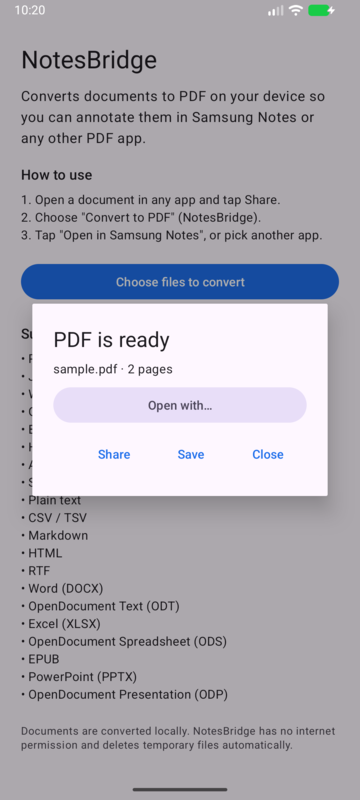 10:20
NotesBridge
Converts documents to PDF on your device so
you can annotate them in Samsung Notes or
any other PDF app.
How to use
1. Open a document in any app and tap Share.
2. Choose "Convert to PDF" (NotesBridge).
3. Tap "Open in Samsung Notes", or pick another app.
Choose files to convert
PDF is ready
sample.pdf · 2 pages
Open with...
Share Save Close
• Plain text
• CSV / TSV
• Markdown
• HTML
• RTF
• Word (DOCX)
• OpenDocument Text (ODT)
• Excel (XLSX)
• OpenDocument Spreadsheet (ODS)
• EPUB
• PowerPoint (PPTX)
• OpenDocument Presentation (ODP)
Documents are converted locally. NotesBridge has no internet
permission and deletes temporary files automatically.